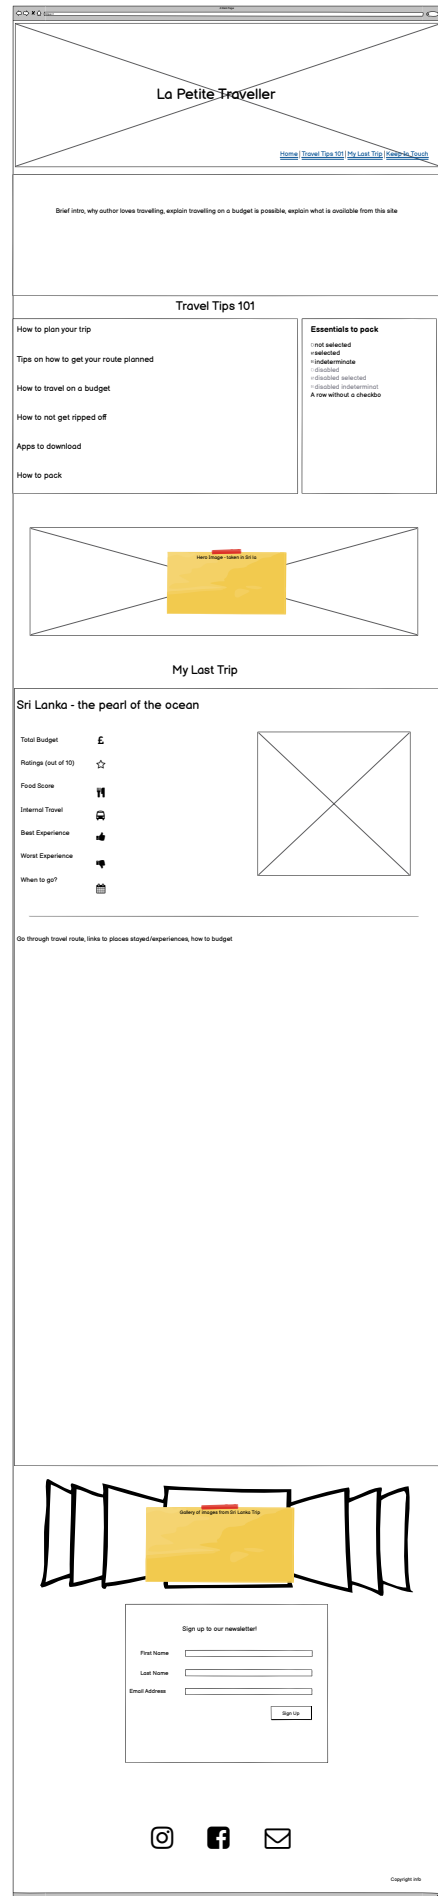 La Petite Traveller
Home | Travel Tips 101 | My Last Trip | Keep In Touch
Brief intro, why author loves travelling, explain travelling on a budget is possible, explain what is available from this site
Travel Tips 101
How to plan your trip
Tips on how to get your route planned
How to travel on a budget
How to not get ripped off
Apps to download
How to pack
Essentials to pack
not selected
selected
indeterminate
disabled
disabled selected
disabled indeterminat
A row without a checkbo
Hero Image - taken in Sri la
My Last Trip
Sri Lanka - the pearl of the ocean
Total Budget £
Ratings (out of 10)
Food Score
Internal Travel
Best Experience
Worst Experience
When to go?
Go through travel route, links to places stayed/experiences, how to budget
Gallery of images from Sri Lanka Trip
Sign up to our newsletter!
First Name
Last Name
Email Address
Sign Up
Copyright info